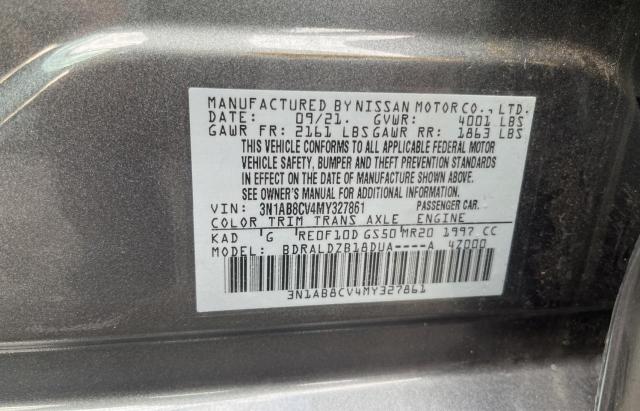 MANUFACTURED BY NISSAN MOTOR CO., LTD.
DATE: 09/21. GVWR: 4001 LBS
GAWR FR: 2161 LBS GAWR RR: 1863 LBS
THIS VEHICLE CONFORMS TO ALL APPLICABLE FEDERAL MOTOR
VEHICLE SAFETY, BUMPER AND THEFT PREVENTION STANDARDS
IN EFFECT ON THE DATE OF MANUFACTURE SHOWN ABOVE.
SEE OWNER'S MANUAL FOR ADDITIONAL INFORMATION.
VIN: 3N1AB8CV4MY327861 PASSENGER CAR.
COLOR TRIM TRANS AXLE ENGINE
KAD G RE0F10D GS50 MR20 1997 CC
MODEL: BDRALDZB18DUA----A 4Z000
3N1AB8CV4MY327861